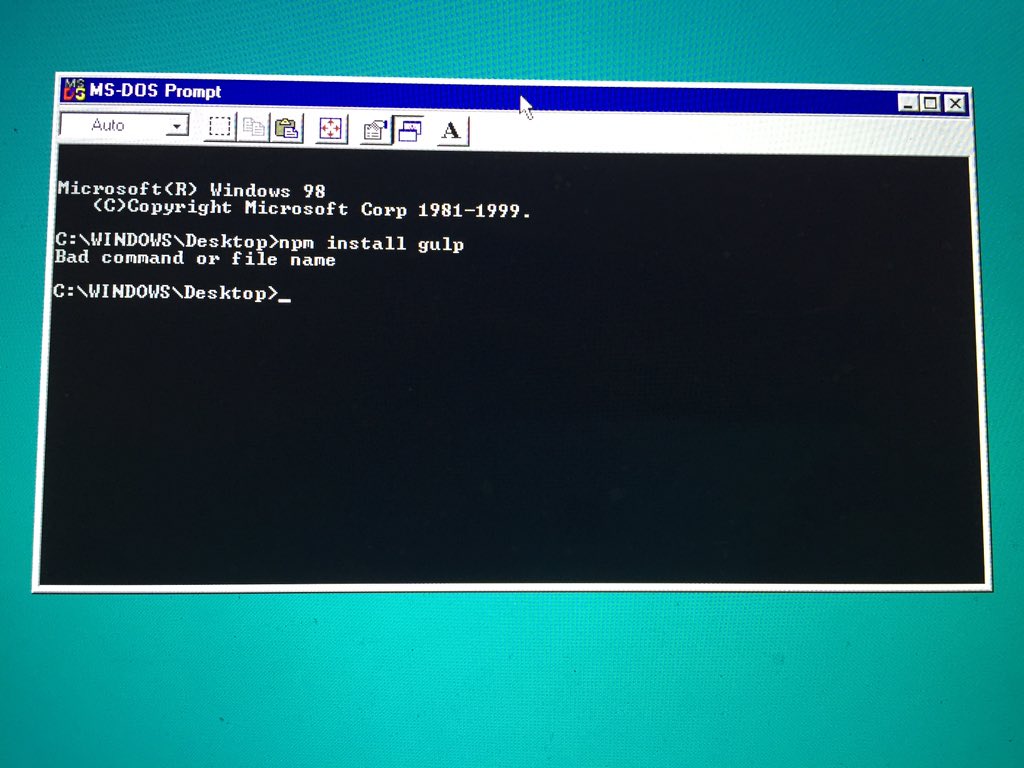 MS-DOS Prompt
Auto
A
Microsoft(R) Windows 98
(C)Copyright Microsoft Corp 1981-1999.
C:\WINDOWS\Desktop>npm install gulp
Bad command or file name
C:\WINDOWS\Desktop>_